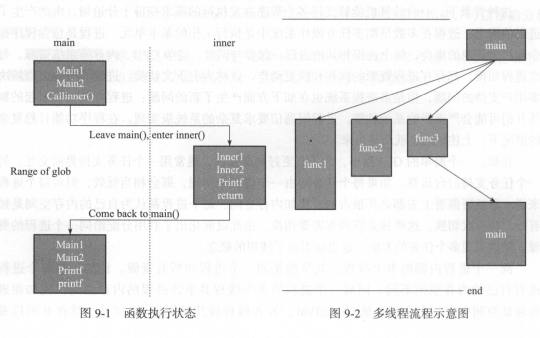 main
inner
Main1
Main2
Callinner()
Leave main(), enter inner()
Inner1
Inner2
Printf
return
Range of glob
Come back to main()
Main1
Main2
Printf
printf
图 9-1 函数执行状态
main
func1
func2
func3
main
end
图 9-2 多线程流程示意图